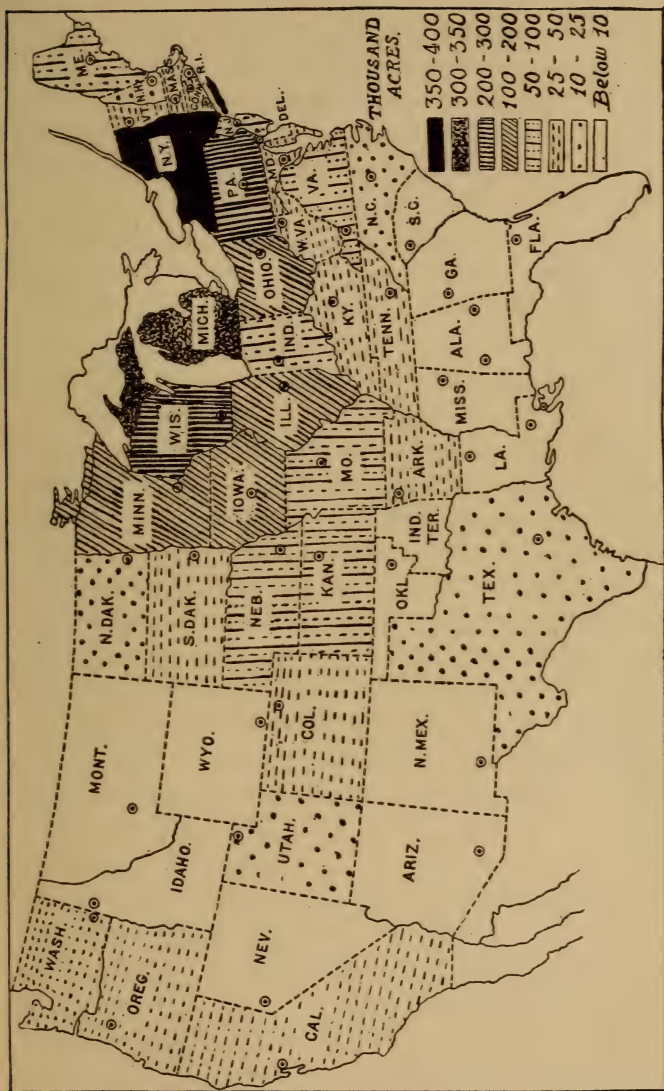 WASH.
OREG.
CAL.
NEV.
IDAHO.
MONT.
WYO.
UTAH.
ARIZ.
COL.
N.MEX.
N.DAK.
S.DAK.
NEB.
KAN.
OKL.
IND.
TER.
TEX.
MINN.
IOWA.
MO.
ARK.
LA.
WIS.
ILL.
MICH.
IND.
OHIO.
KY.
TENN.
MISS.
ALA.
GA.
FLA.
S.C.
N.C.
VA.
W.VA.
MD.
DEL.
PA.
N.Y.
VT.
N.H.
ME.
MASS.
CONN.
R.I.
THOUSAND
ACRES.
350-400
300-350
200-300
100-200
50-100
25-50
10-25
Below 10